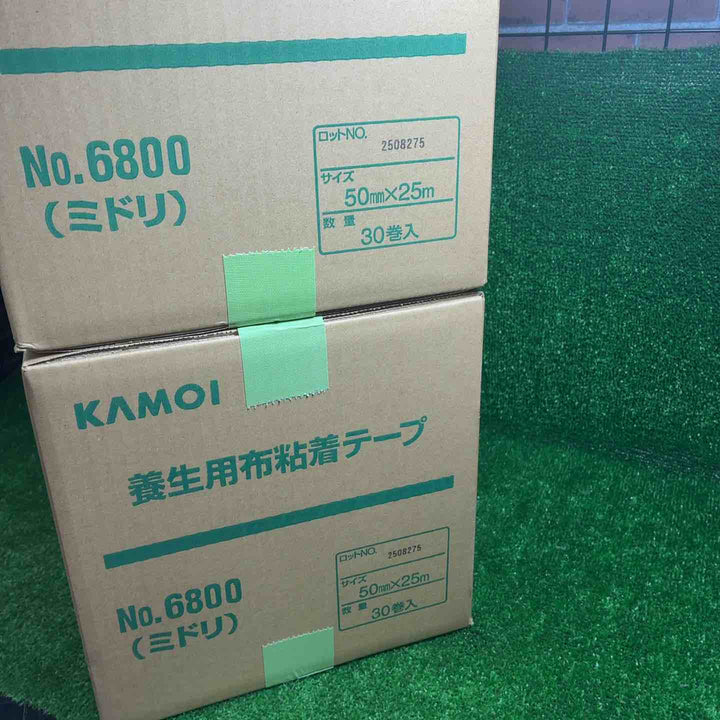 No.6800
(ミドリ)
ロットNO. 2508275
サイズ
50mm×25m
数量
30巻入
KAMOI
養生用布粘着テープ
No.6800
(ミドリ)
ロットNO. 2508275
サイズ
50mm×25m
数量
30巻入